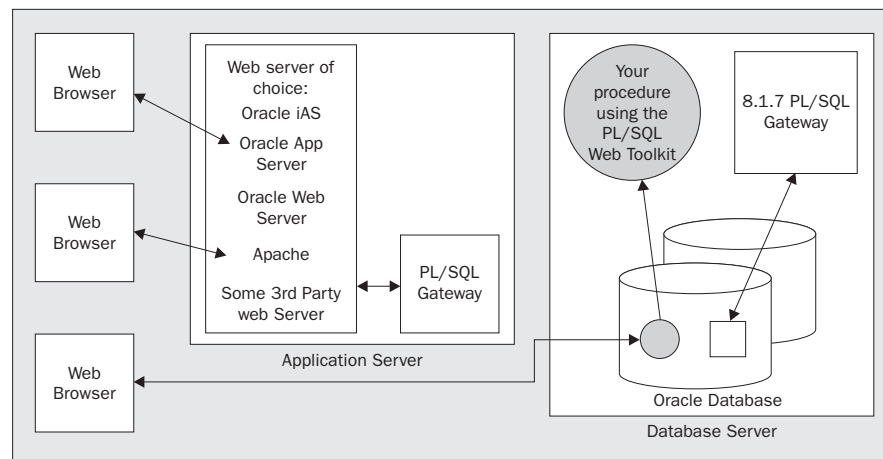 Web
Browser
Web
Browser
Web
Browser
Web server of
choice:
Oracle iAS
Oracle App
Server
Oracle Web
Server
Apache
Some 3rd Party
web Server
PL/SQL
Gateway
Application Server
Your
procedure
using the
PL/SQL
Web Toolkit
8.1.7 PL/SQL
Gateway
Oracle Database
Database Server